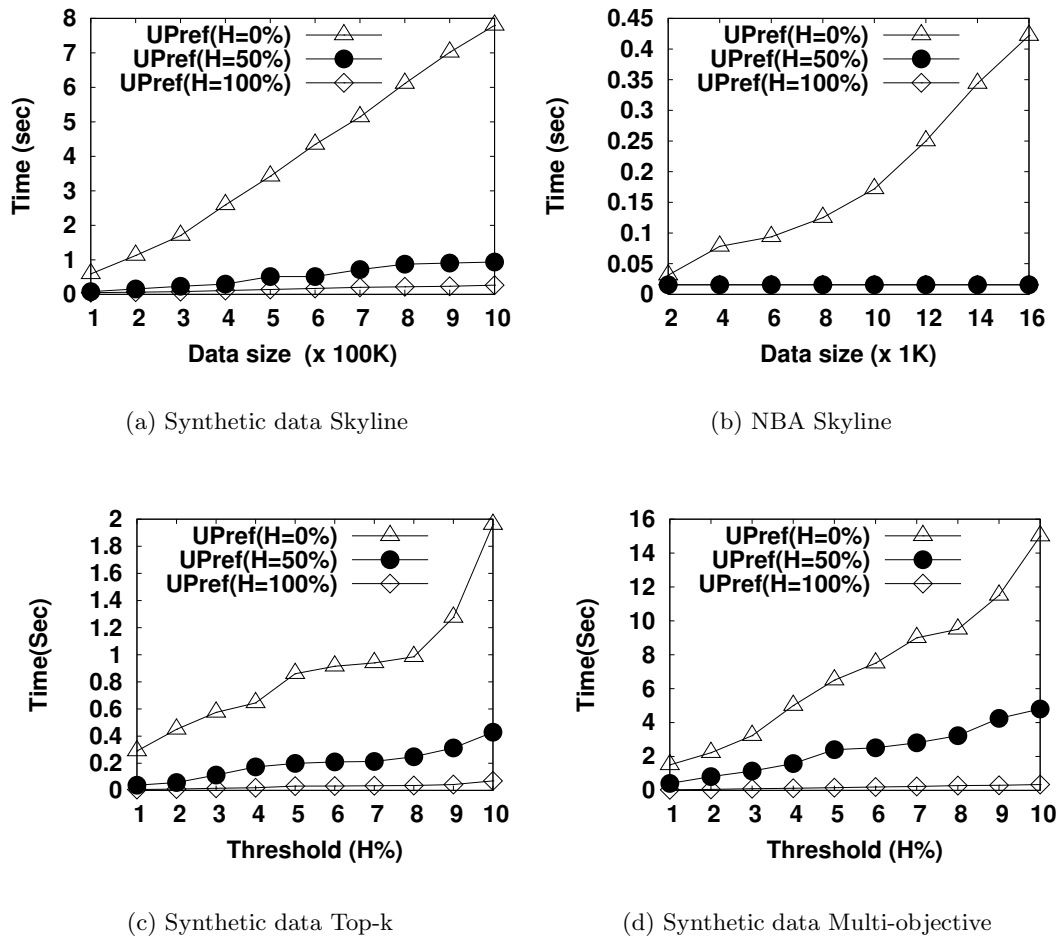 8
7
6
5
4
3
2
1
0
Time (sec)
UPref(H=0%)
UPref(H=50%)
UPref(H=100%)
1 2 3 4 5 6 7 8 9 10
Data size (x 100K)
(a) Synthetic data Skyline
0.45
0.4
0.35
0.3
0.25
0.2
0.15
0.1
0.05
0
Time (sec)
UPref(H=0%)
UPref(H=50%)
UPref(H=100%)
2 4 6 8 10 12 14 16
Data size (x 1K)
(b) NBA Skyline
2
1.8
1.6
1.4
1.2
1
0.8
0.6
0.4
0.2
0
Time(Sec)
UPref(H=0%)
UPref(H=50%)
UPref(H=100%)
1 2 3 4 5 6 7 8 9 10
Threshold (H%)
(c) Synthetic data Top-k
16
14
12
10
8
6
4
2
0
Time(Sec)
UPref(H=0%)
UPref(H=50%)
UPref(H=100%)
1 2 3 4 5 6 7 8 9 10
Threshold (H%)
(d) Synthetic data Multi-objective